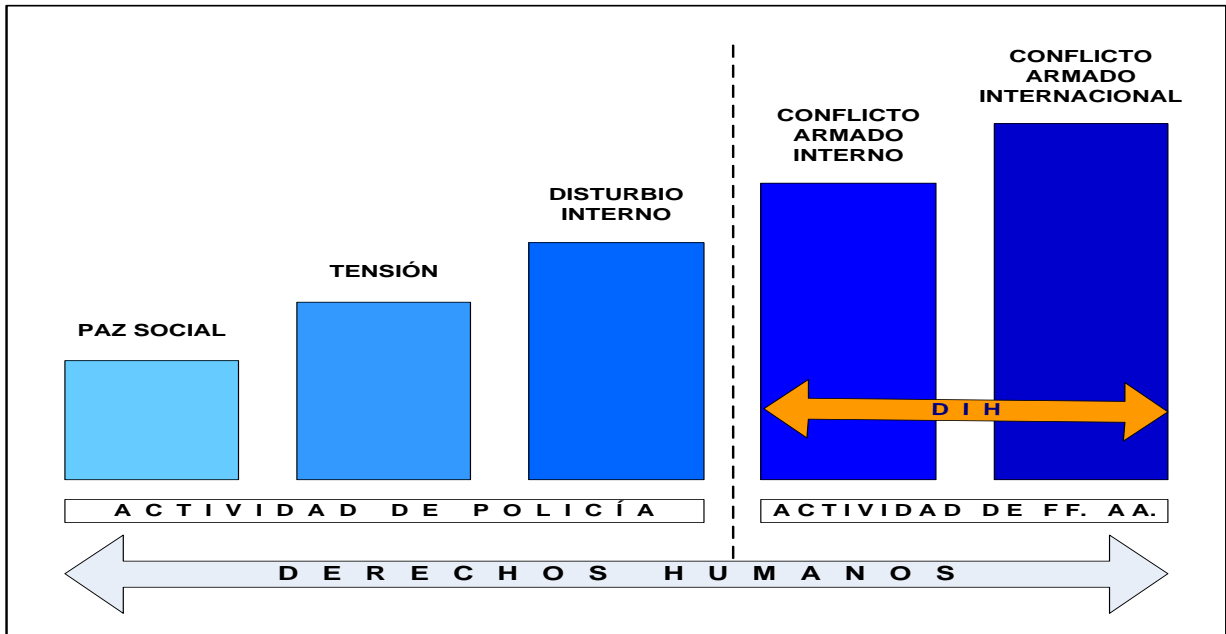 PAZ SOCIAL
TENSIÓN
DISTURBIO
INTERNO
CONFLICTO
ARMADO
INTERNO
CONFLICTO
ARMADO
INTERNACIONAL
DIH
ACTIVIDAD DE POLICÍA
ACTIVIDAD DE FF. AA.
DERECHOS HUMANOS